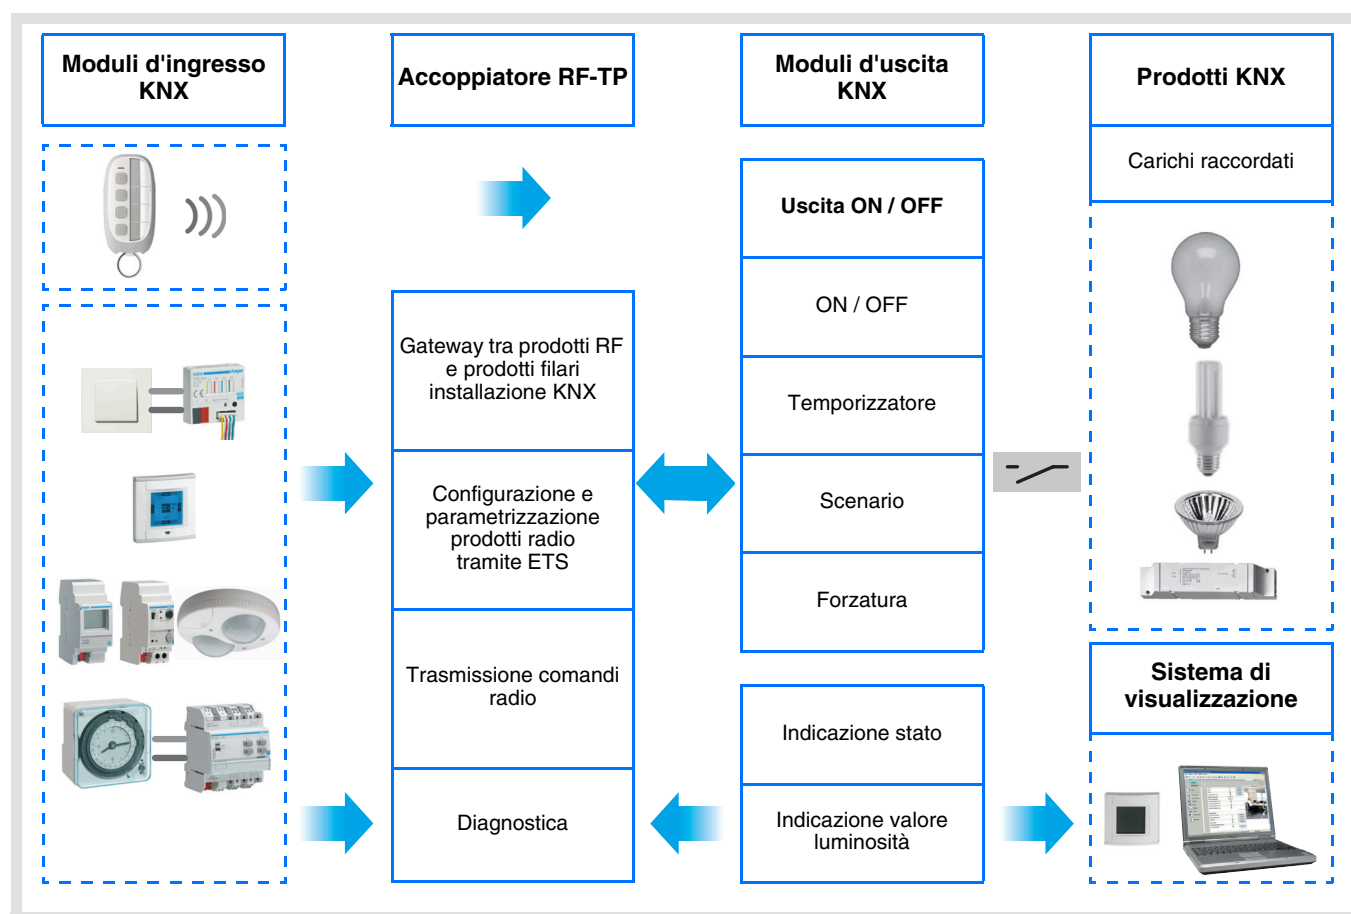 Moduli d'ingresso
KNX
Accoppiatore RF-TP
Moduli d'uscita
KNX
Prodotti KNX
Carichi raccordati
Uscita ON / OFF
ON / OFF
Temporizzatore
Scenario
Forzatura
Gateway tra prodotti RF
e prodotti filari
installazione KNX
Configurazione e
parametrizzazione
prodotti radio
tramite ETS
Trasmissione comandi
radio
Diagnostica
Indicazione stato
Indicazione valore
luminosità
Sistema di
visualizzazione